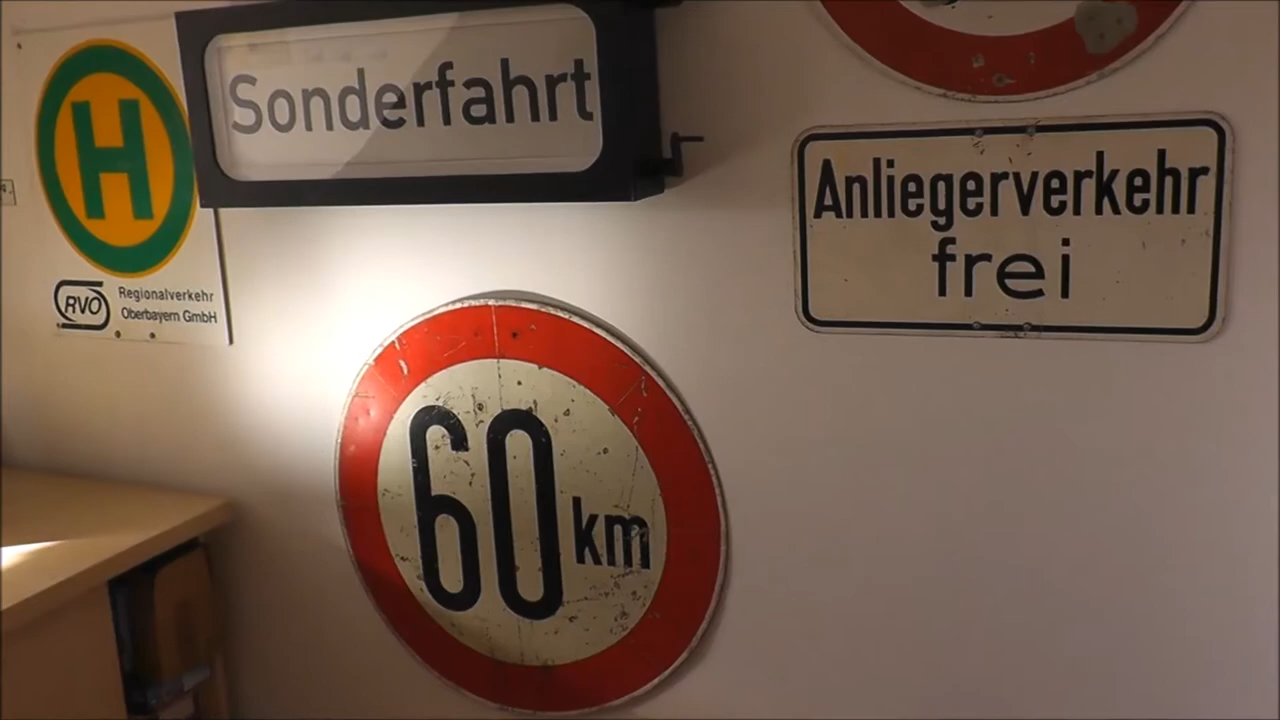 H
RVO
Regionalverkehr
Oberbayern GmbH
Sonderfahrt
Anliegerverkehr
frei
60 km